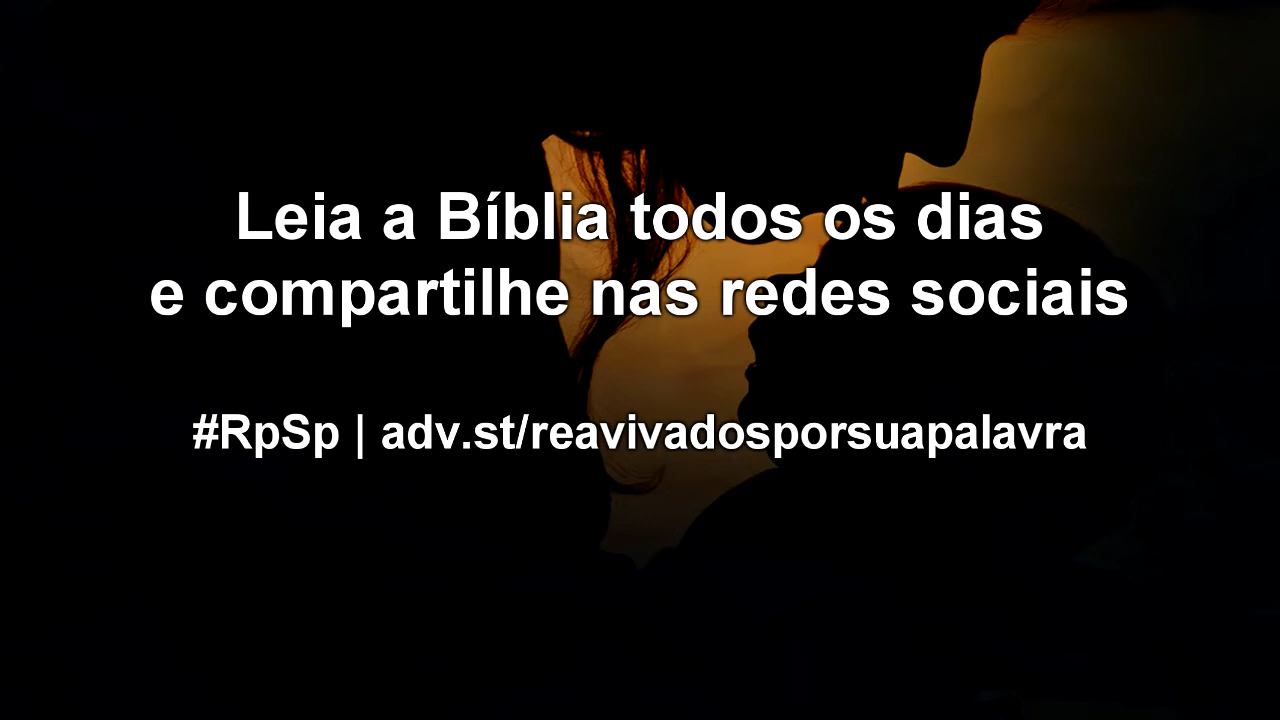 Leia a Bíblia todos os dias
e compartilhe nas redes sociais
#RpSp | adv.st/reavivadosporsuapalavra